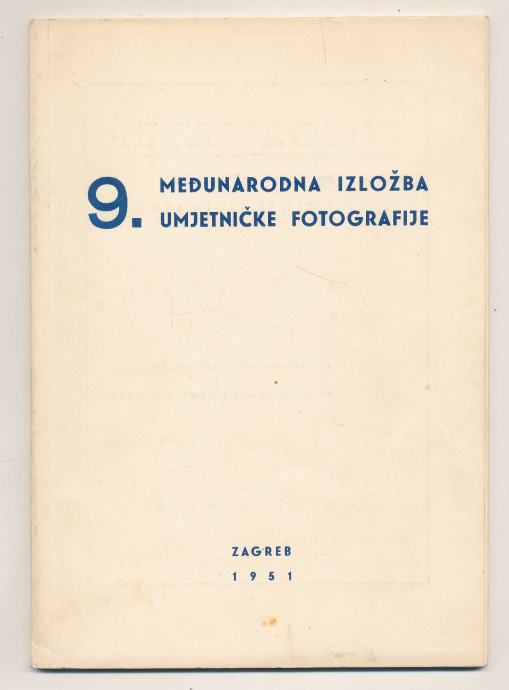 9. MEĐUNARODNA IZLOŽBA
UMJETNIČKE FOTOGRAFIJE
ZAGREB
1951